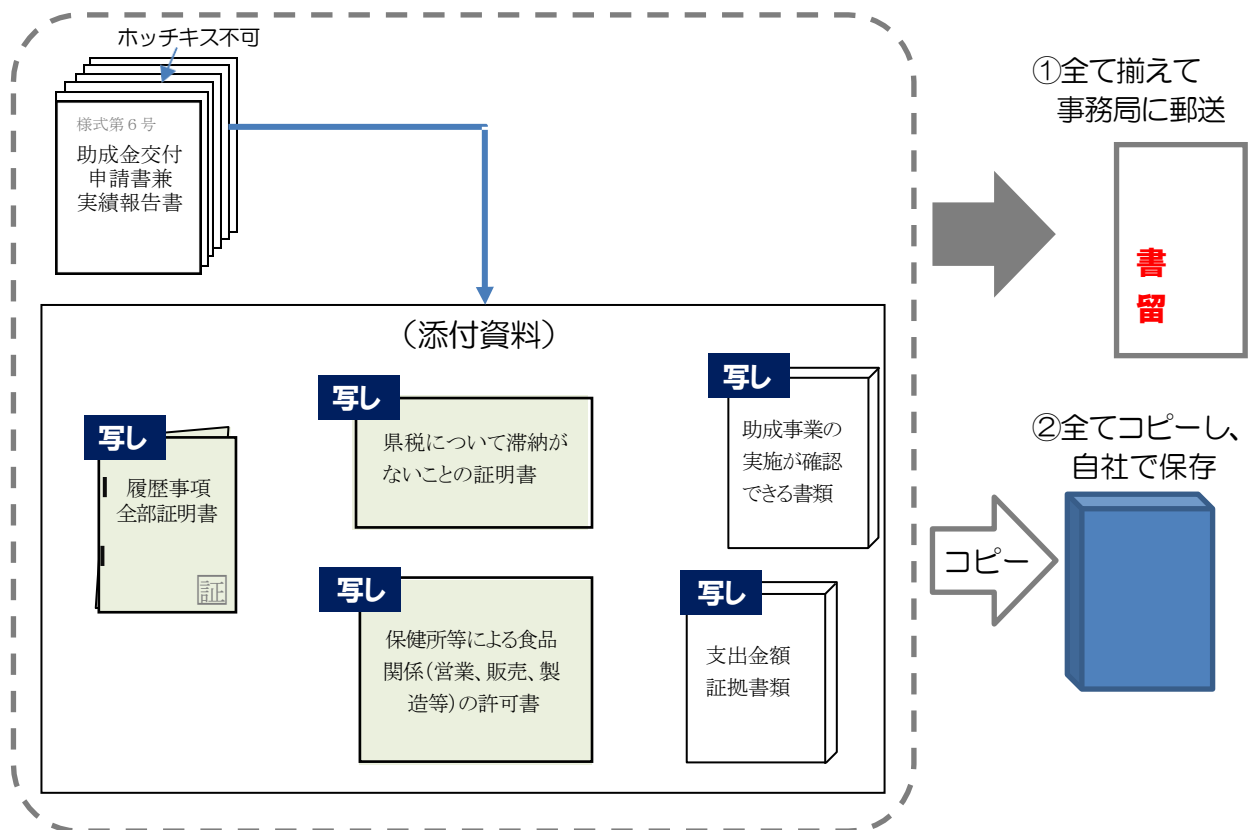 ホッチキス不可
様式第6号
助成金交付
申請書兼
実績報告書
①全て揃えて
事務局に郵送
書
留
（添付資料）
写し
履歴事項
全部証明書
証
写し
県税について滞納が
ないことの証明書
写し
助成事業の
実施が確認
できる書類
写し
保健所等による食品
関係（営業、販売、製
造等）の許可書
写し
支出金額
証拠書類
②全てコピーし、
自社で保存
コピー